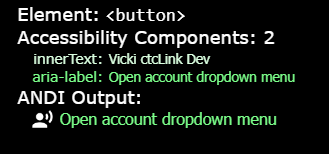 Element: <button>
Accessibility Components: 2
innerText: Vicki ctcLink Dev
aria-label: Open account dropdown menu
ANDI Output:
Open account dropdown menu